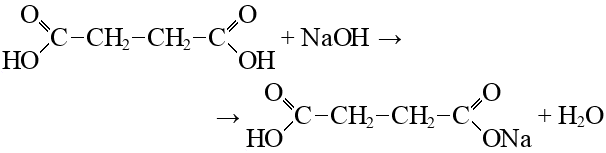 O O
C–CH₂–CH₂–C + NaOH →
HO OH
O O
→ C–CH₂–CH₂–C + H₂O
HO ONa